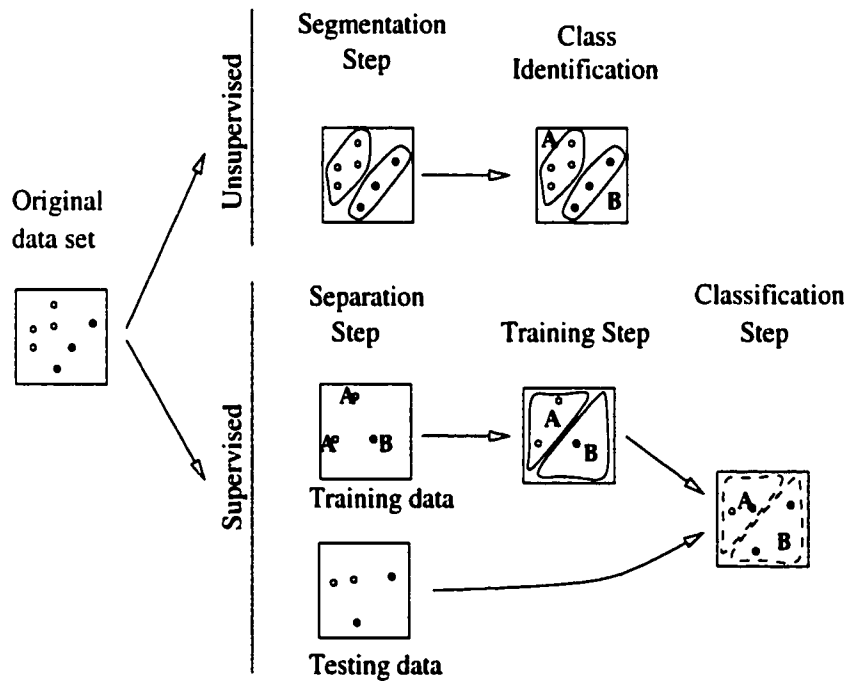 Segmentation
Step
Class
Identification
Unsupervised
A
B
Original
data set
Separation
Step
Training Step
Classification
Step
Supervised
A
A
B
Training data
A
B
A
B
Testing data